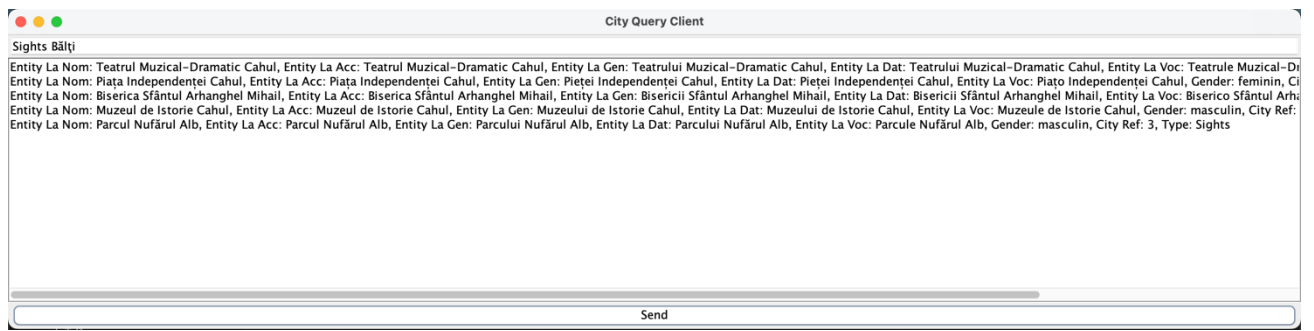 City Query Client
Sights Bălți
Entity La Nom: Teatrul Muzical-Dramatic Cahul, Entity La Acc: Teatrul Muzical-Dramatic Cahul, Entity La Gen: Teatrului Muzical-Dramatic Cahul, Entity La Dat: Teatrului Muzical-Dramatic Cahul, Entity La Voc: Teatrule Muzical-Dr
Entity La Nom: Piața Independenței Cahul, Entity La Acc: Piața Independenței Cahul, Entity La Gen: Pieței Independenței Cahul, Entity La Dat: Pieței Independenței Cahul, Entity La Voc: Piațo Independenței Cahul, Gender: feminin, Ci
Entity La Nom: Biserica Sfântul Arhanghel Mihail, Entity La Acc: Biserica Sfântul Arhanghel Mihail, Entity La Gen: Bisericii Sfântul Arhanghel Mihail, Entity La Dat: Bisericii Sfântul Arhanghel Mihail, Entity La Voc: Biserico Sfântul Arha
Entity La Nom: Muzeul de Istorie Cahul, Entity La Acc: Muzeul de Istorie Cahul, Entity La Gen: Muzeului de Istorie Cahul, Entity La Dat: Muzeului de Istorie Cahul, Entity La Voc: Muzeule de Istorie Cahul, Gender: masculin, City Ref:
Entity La Nom: Parcul Nufărul Alb, Entity La Acc: Parcul Nufărul Alb, Entity La Gen: Parcului Nufărul Alb, Entity La Dat: Parcului Nufărul Alb, Entity La Voc: Parcule Nufărul Alb, Gender: masculin, City Ref: 3, Type: Sights
Send